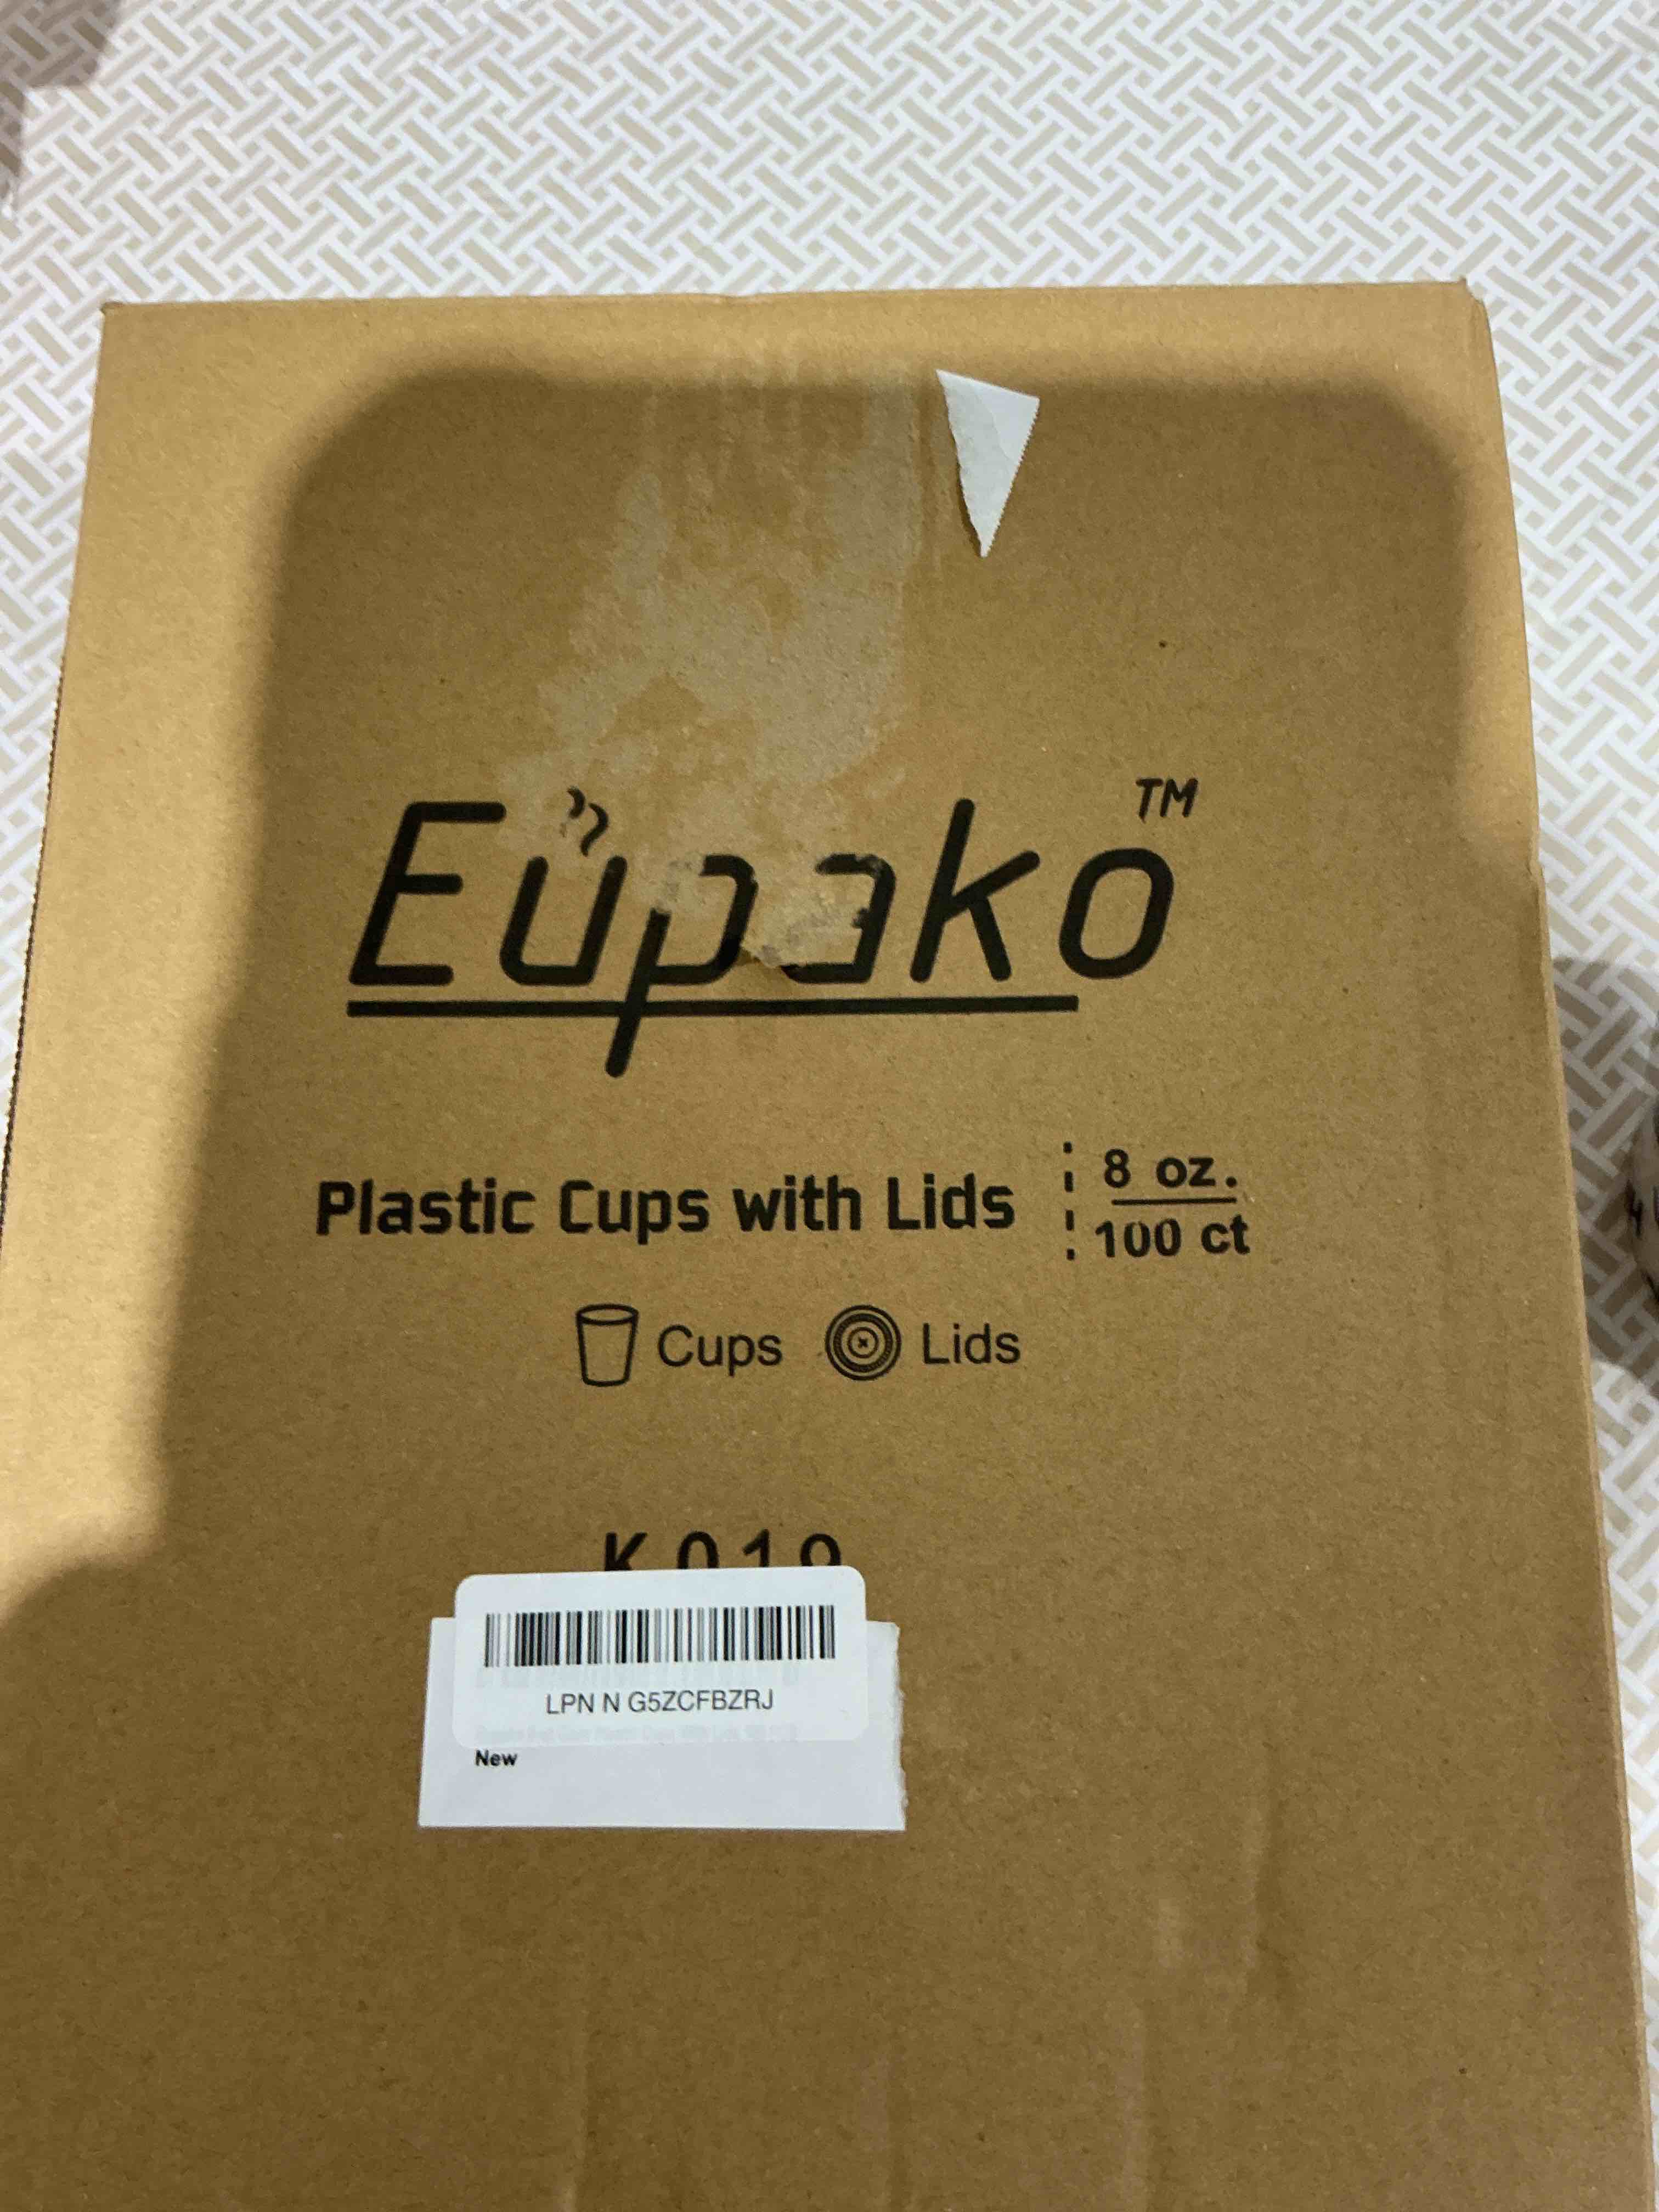 Eupako™
Plastic Cups with Lids
8 oz.
100 ct
Cups Lids
LPN N G5ZCFBZRJ
New